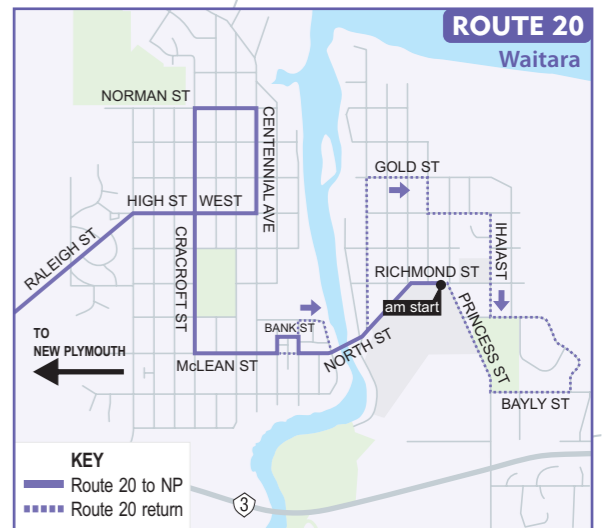 ROUTE 20
Waitara
NORMAN ST
CENTENNIAL AVE
GOLD ST
HIGH ST
WEST
IHAIAST
RALEIGH ST
CRACROFT ST
RICHMOND ST
am start
PRINCESS ST
BANK ST
NORTH ST
TO
NEW PLYMOUTH
McLEAN ST
BAYLY ST
KEY
Route 20 to NP
Route 20 return
3